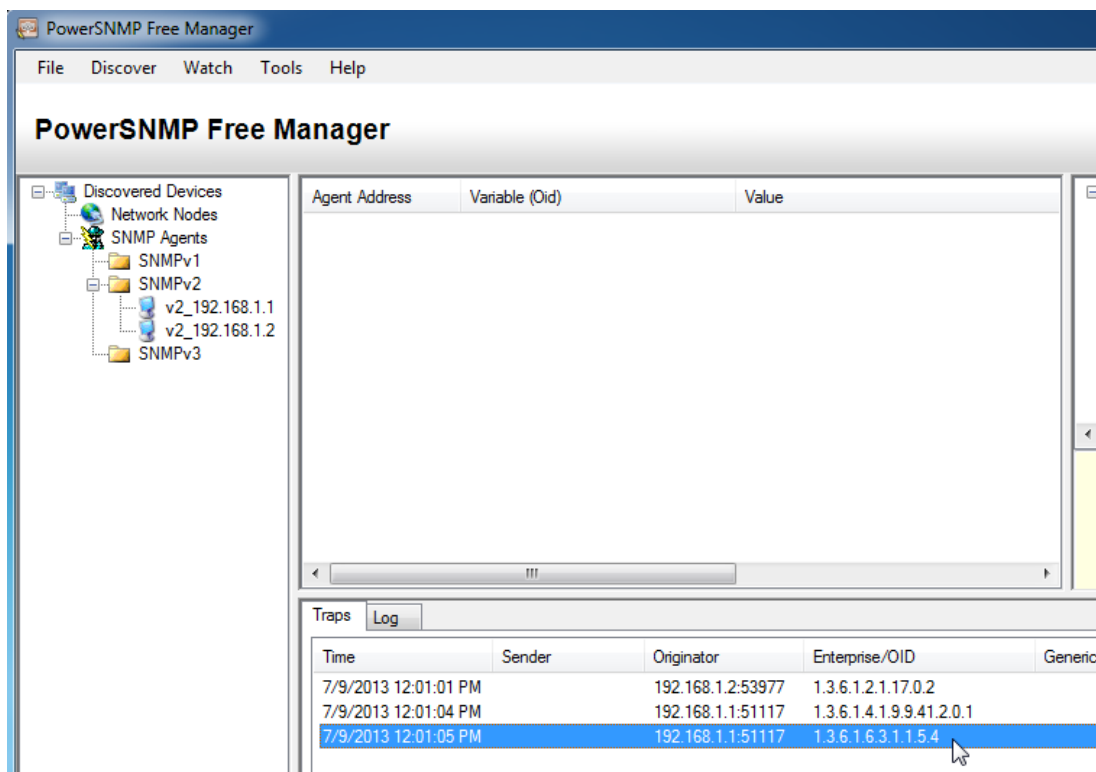 PowerSNMP Free Manager
File Discover Watch Tools Help
PowerSNMP Free Manager
Discovered Devices
Network Nodes
SNMP Agents
SNMPv1
SNMPv2
v2_192.168.1.1
v2_192.168.1.2
SNMPv3
Agent Address Variable (Oid) Value
Traps Log
Time Sender Originator Enterprise/OID Generic
7/9/2013 12:01:01 PM 192.168.1.2:53977 1.3.6.1.2.1.17.0.2
7/9/2013 12:01:04 PM 192.168.1.1:51117 1.3.6.1.4.1.9.9.41.2.0.1
7/9/2013 12:01:05 PM 192.168.1.1:51117 1.3.6.1.6.3.1.1.5.4